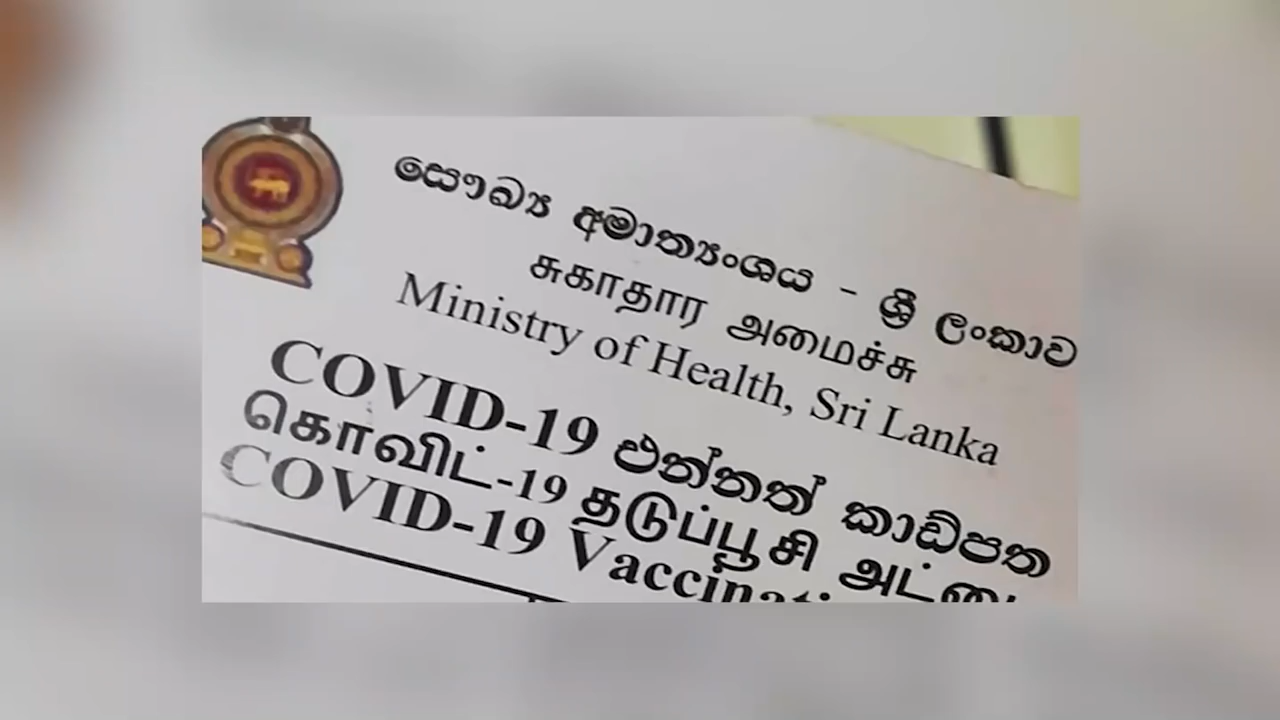 සෞඛ්‍ය අමාත්‍යංශය - ශ්‍රී ලංකාව
சுகாதார அமைச்சு
Ministry of Health, Sri Lanka
COVID-19 එන්නත් කාඩ්පත
கொவிட்-19 தடுப்பூசி
COVID-19